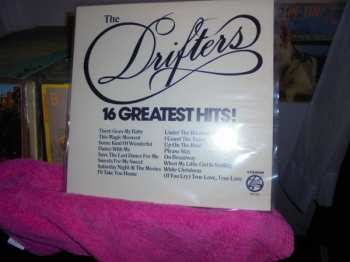 The
Drifters
16 GREATEST HITS!
There Goes My Baby
This Magic Moment
Some Kind Of Wonderful
Dance With Me
Save The Last Dance For Me
Sweets For My Sweet
Saturday Night & The Movies
I'll Take You Home
Under The Boardwalk
I Count The Tears
Up On The Roof
Please Stay
On Broadway
When My Little Girl Is Smiling
White Christmas
(If You Cry) True Love, True Love